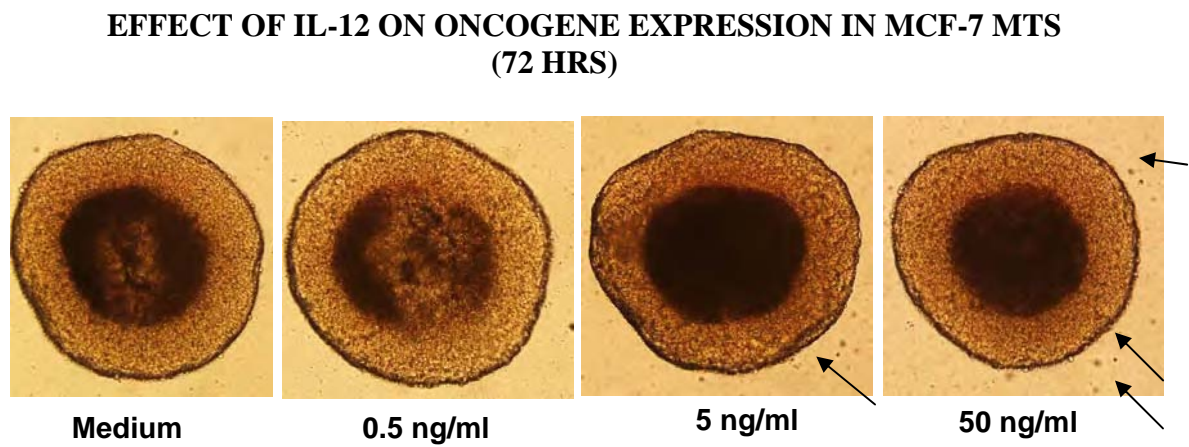 EFFECT OF IL-12 ON ONCOGENE EXPRESSION IN MCF-7 MTS
(72 HRS)
Medium
0.5 ng/ml
5 ng/ml
50 ng/ml